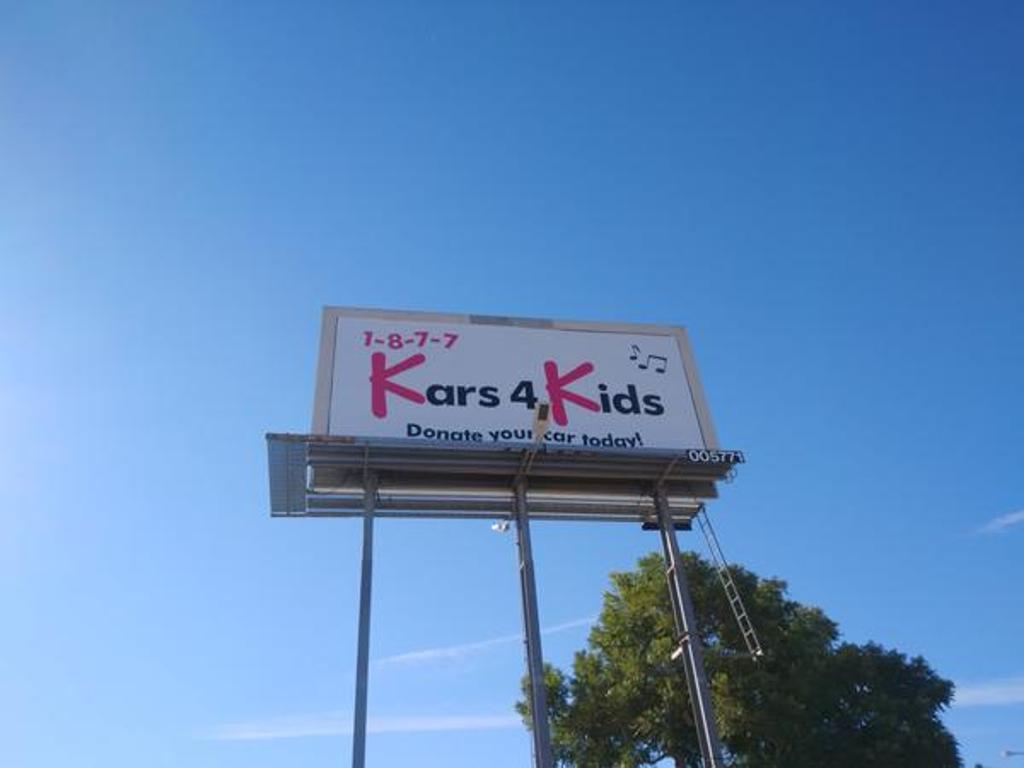 1-8-7-7
Kars 4 Kids
Donate your car today!
005771